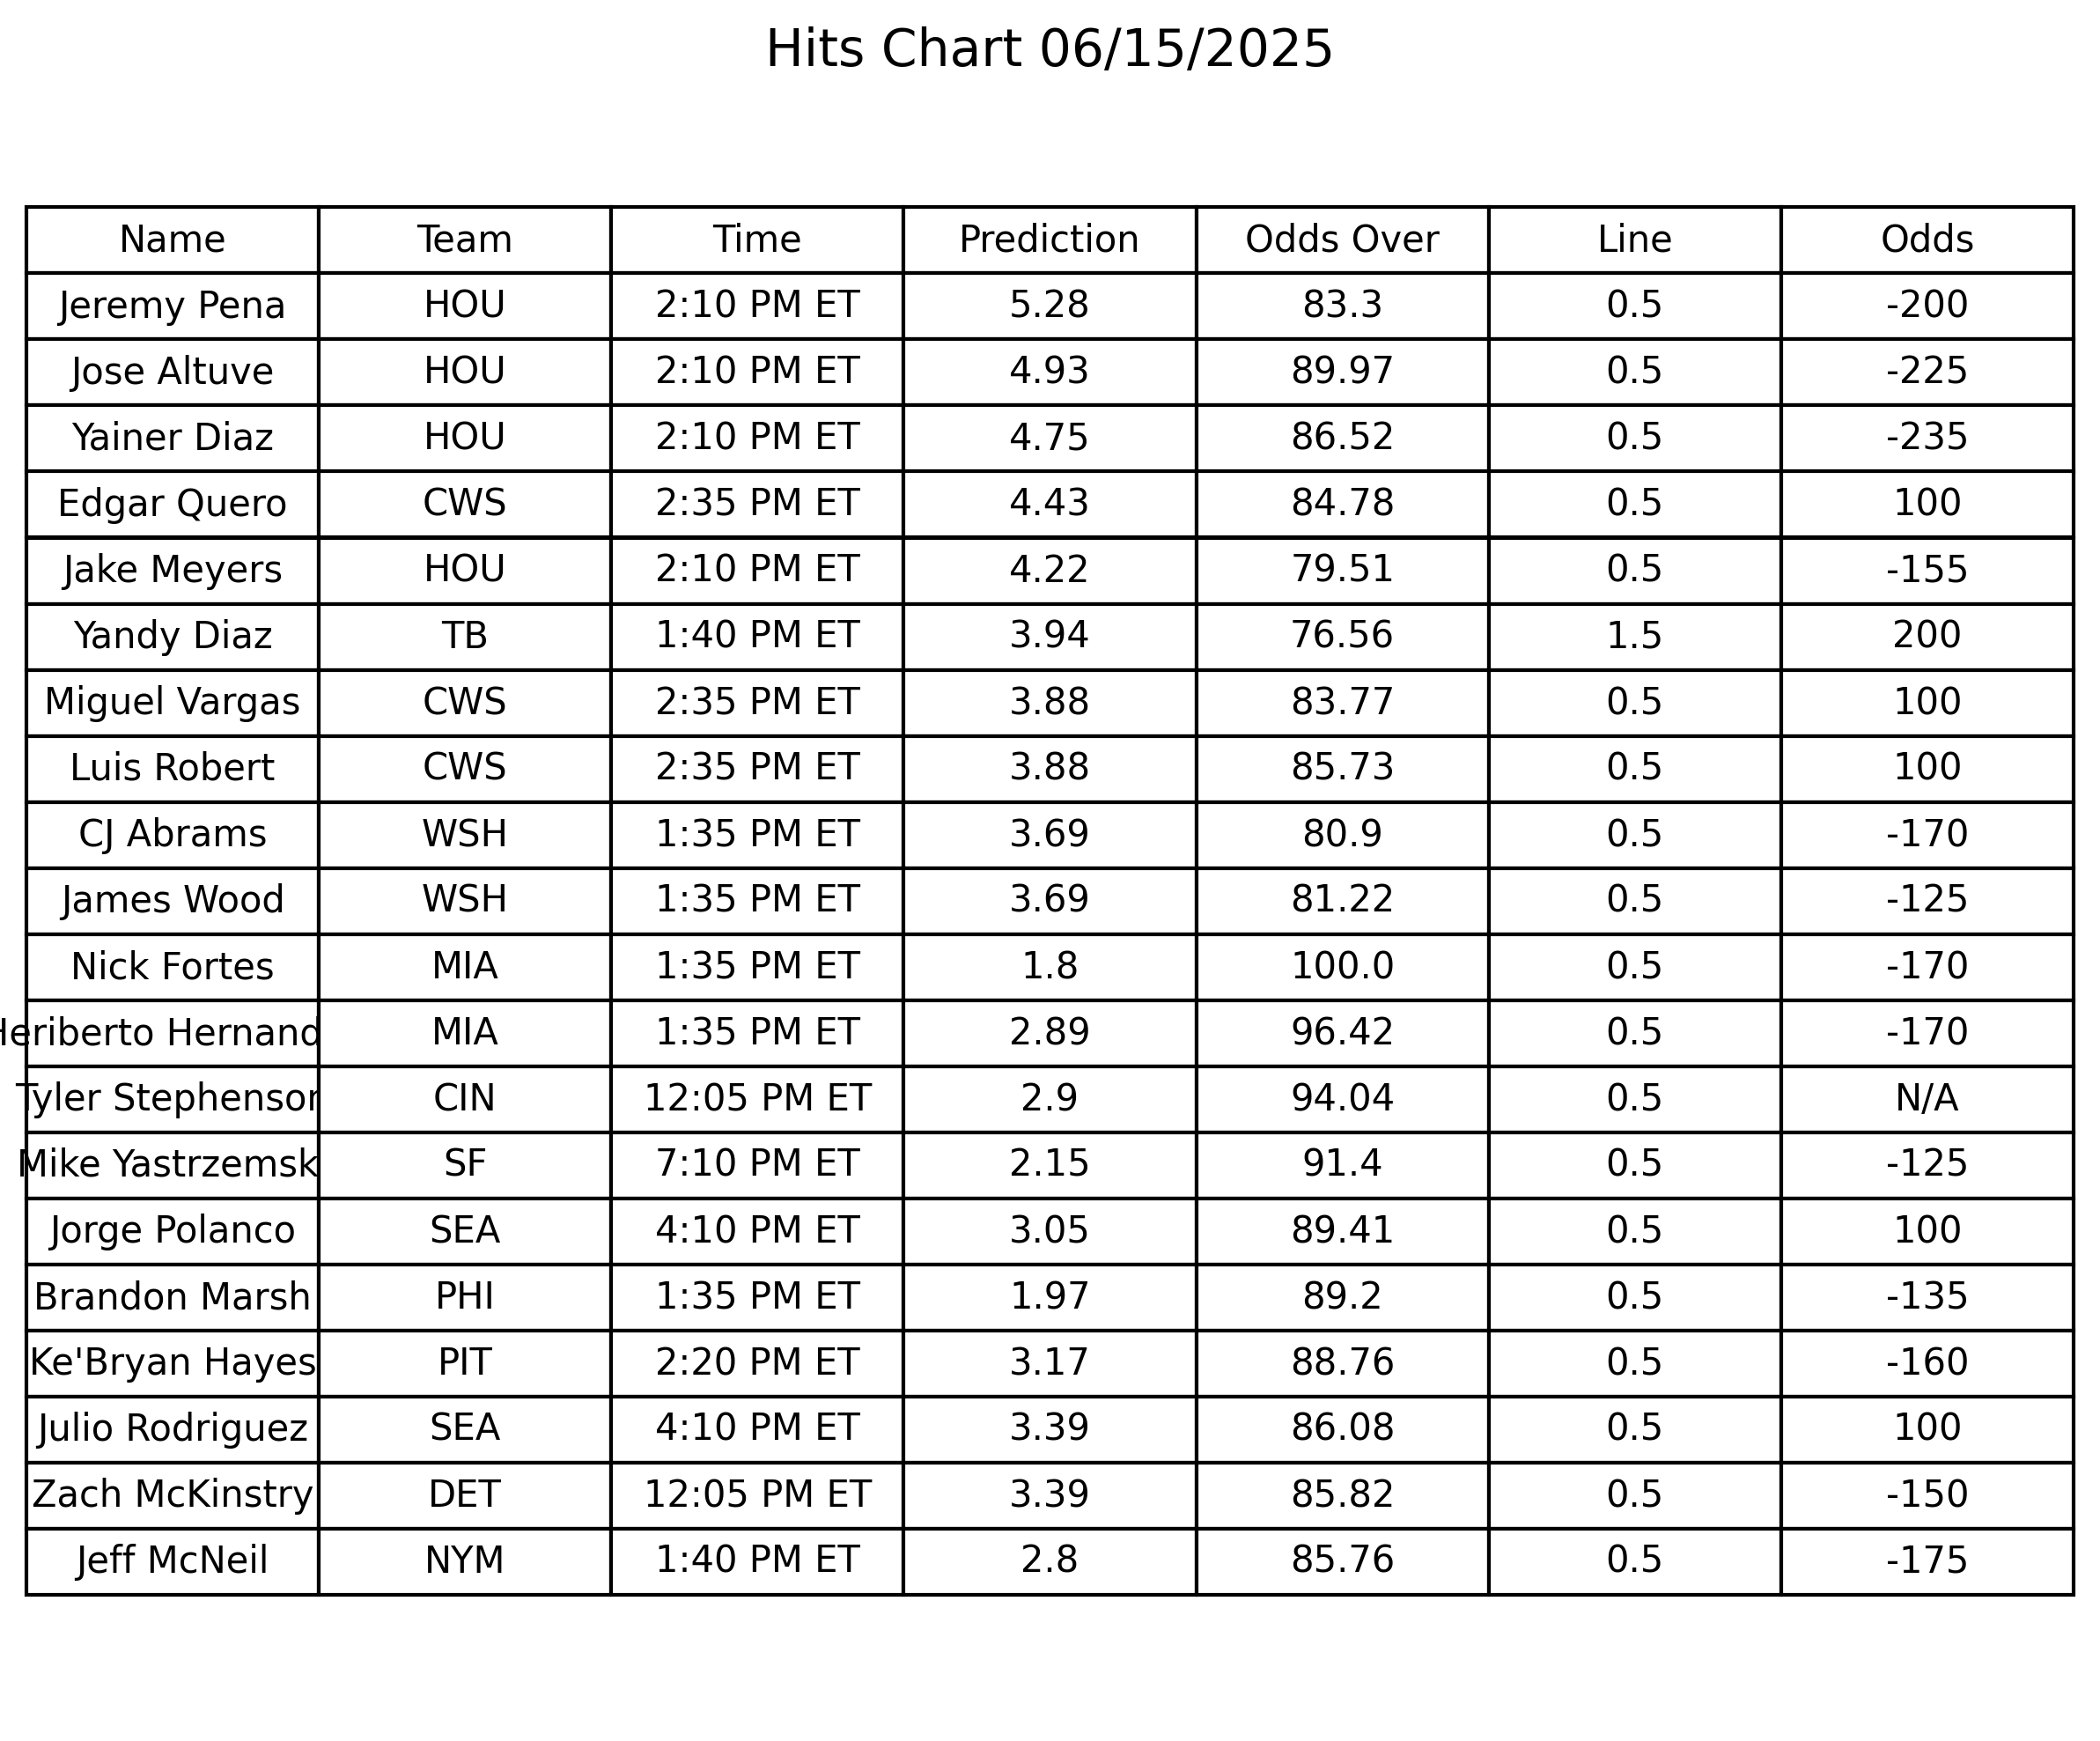 Hits Chart 06/15/2025
Name Team Time Prediction Odds Over Line Odds
Jeremy Pena HOU 2:10 PM ET 5.28 83.3 0.5 -200
Jose Altuve HOU 2:10 PM ET 4.93 89.97 0.5 -225
Yainer Diaz HOU 2:10 PM ET 4.75 86.52 0.5 -235
Edgar Quero CWS 2:35 PM ET 4.43 84.78 0.5 100
Jake Meyers HOU 2:10 PM ET 4.22 79.51 0.5 -155
Yandy Diaz TB 1:40 PM ET 3.94 76.56 1.5 200
Miguel Vargas CWS 2:35 PM ET 3.88 83.77 0.5 100
Luis Robert CWS 2:35 PM ET 3.88 85.73 0.5 100
CJ Abrams WSH 1:35 PM ET 3.69 80.9 0.5 -170
James Wood WSH 1:35 PM ET 3.69 81.22 0.5 -125
Nick Fortes MIA 1:35 PM ET 1.8 100.0 0.5 -170
Heriberto Hernand MIA 1:35 PM ET 2.89 96.42 0.5 -170
Tyler Stephenson CIN 12:05 PM ET 2.9 94.04 0.5 N/A
Mike Yastrzemsk SF 7:10 PM ET 2.15 91.4 0.5 -125
Jorge Polanco SEA 4:10 PM ET 3.05 89.41 0.5 100
Brandon Marsh PHI 1:35 PM ET 1.97 89.2 0.5 -135
Ke'Bryan Hayes PIT 2:20 PM ET 3.17 88.76 0.5 -160
Julio Rodriguez SEA 4:10 PM ET 3.39 86.08 0.5 100
Zach McKinstry DET 12:05 PM ET 3.39 85.82 0.5 -150
Jeff McNeil NYM 1:40 PM ET 2.8 85.76 0.5 -175